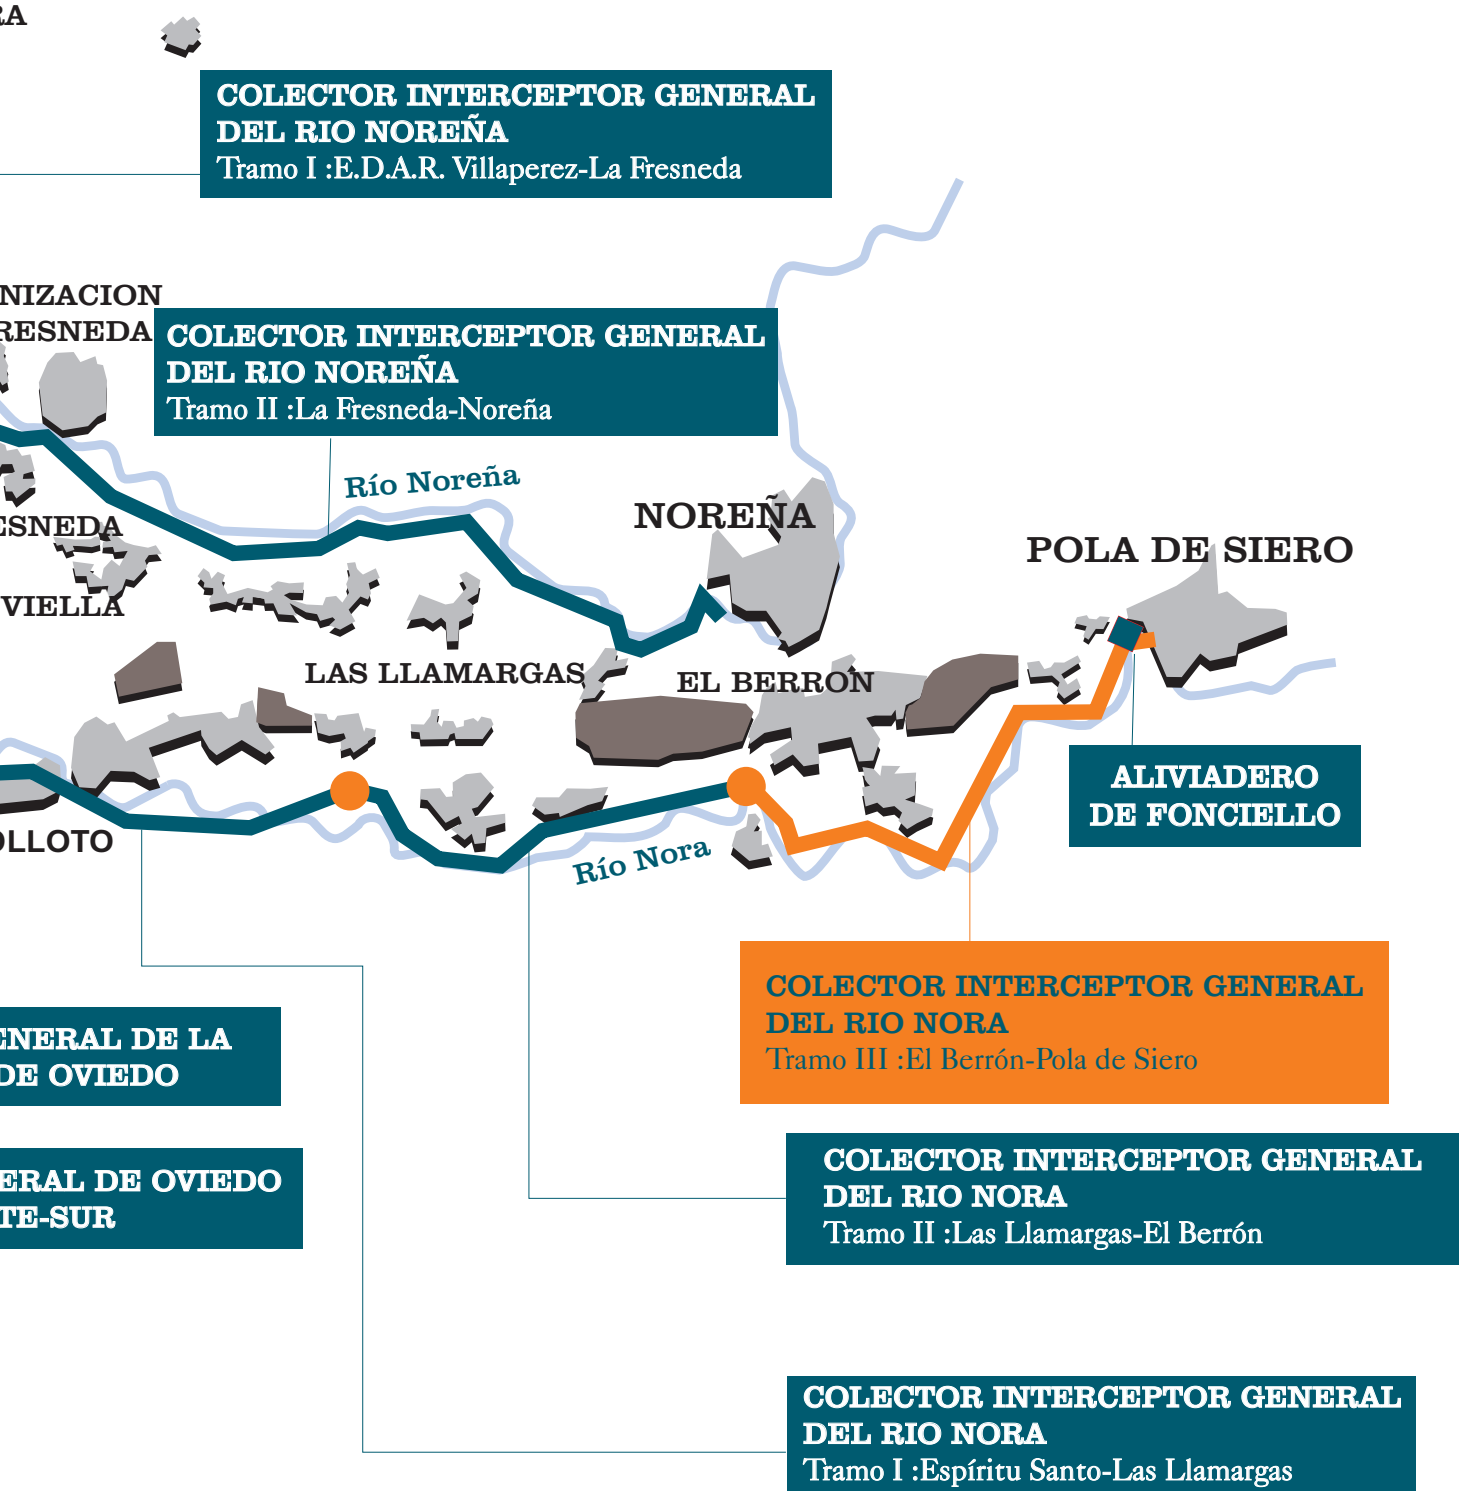 RA
COLECTOR INTERCEPTOR GENERAL
DEL RIO NOREÑA
Tramo I :E.D.A.R. Villaperez-La Fresneda
NIZACION
RESNEDA
COLECTOR INTERCEPTOR GENERAL
DEL RIO NOREÑA
Tramo II :La Fresneda-Noreña
Río Noreña
NOREÑA
ESNEDA
POLA DE SIERO
VIELLA
LAS LLAMARGAS
EL BERRÓN
ALIVIADERO
DE FONCIELLO
OLLOTO
Río Nora
COLECTOR INTERCEPTOR GENERAL
DEL RIO NORA
Tramo III :El Berrón-Pola de Siero
ENERAL DE LA
DE OVIEDO
COLECTOR INTERCEPTOR GENERAL
DEL RIO NORA
Tramo II :Las Llamargas-El Berrón
ERAL DE OVIEDO
TE-SUR
COLECTOR INTERCEPTOR GENERAL
DEL RIO NORA
Tramo I :Espíritu Santo-Las Llamargas